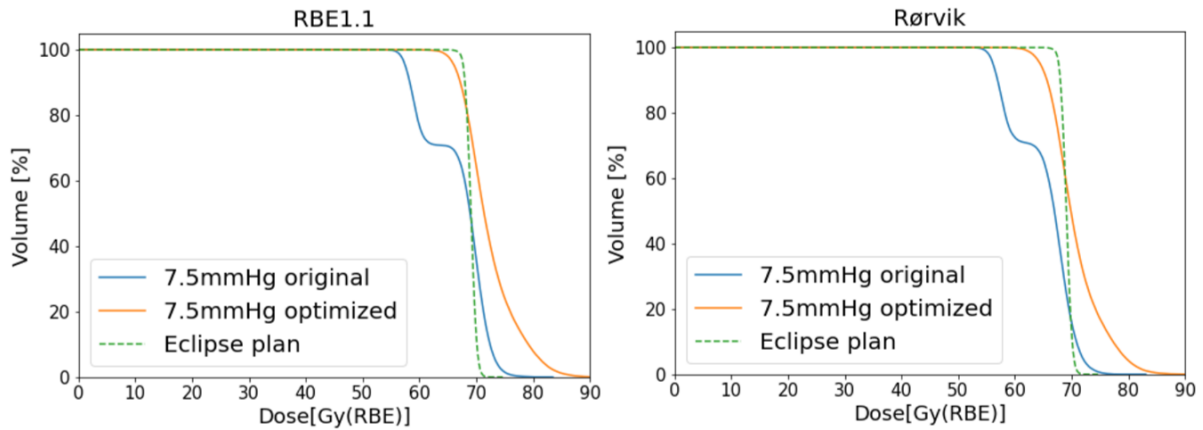 RBE1.1
100
80
60
40
20
0
Volume [%]
7.5mmHg original
7.5mmHg optimized
Eclipse plan
0 10 20 30 40 50 60 70 80 90
Dose[Gy(RBE)]
Rørvik
100
80
60
40
20
0
Volume [%]
7.5mmHg original
7.5mmHg optimized
Eclipse plan
0 10 20 30 40 50 60 70 80 90
Dose[Gy(RBE)]